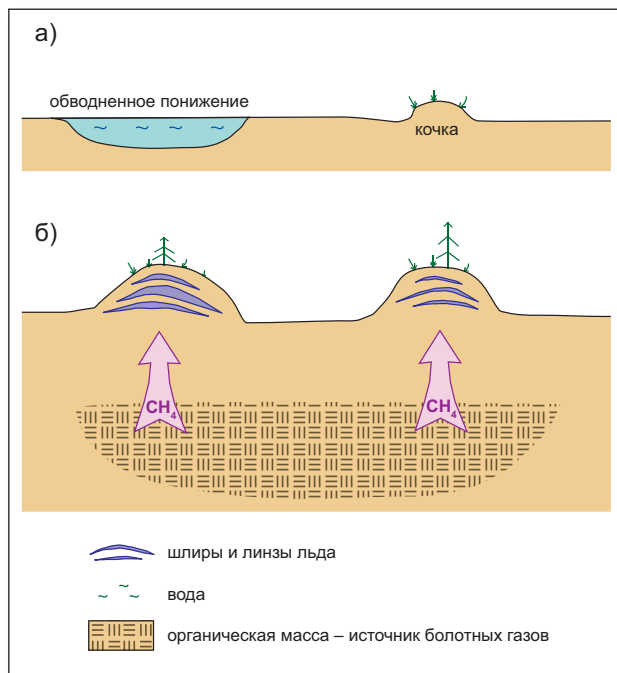 а)
обводненное понижение
кочка
б)
CH₄
CH₄
шлиры и линзы льда
вода
органическая масса – источник болотных газов